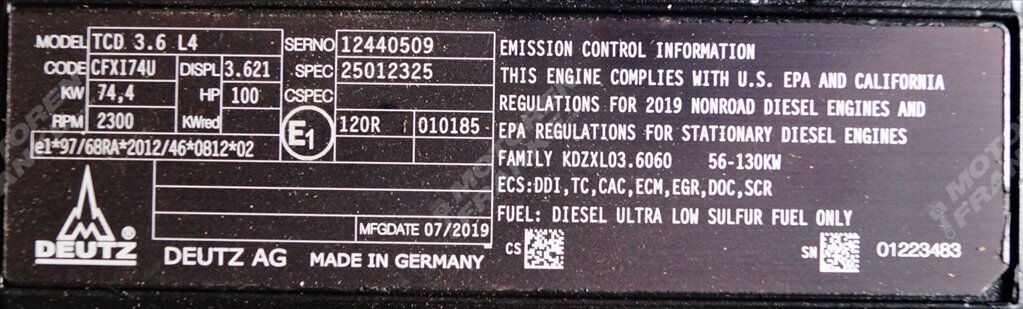 MODEL TCD 3.6 L4 SERNO 12440509
CODE CFXI74U DISPL 3.621 SPEC 25012325
KW 74,4 HP 100 CSPEC
RPM 2300 KWred E1 120R 010185
e1*97/68RA*2012/46*0812*02
MFGDATE 07/2019
DEUTZ DEUTZ AG MADE IN GERMANY
EMISSION CONTROL INFORMATION
THIS ENGINE COMPLIES WITH U.S. EPA AND CALIFORNIA
REGULATIONS FOR 2019 NONROAD DIESEL ENGINES AND
EPA REGULATIONS FOR STATIONARY DIESEL ENGINES
FAMILY KDZXL03.6060 56-130KW
ECS:DDI,TC,CAC,ECM,EGR,DOC,SCR
FUEL: DIESEL ULTRA LOW SULFUR FUEL ONLY
CS SN 01223483